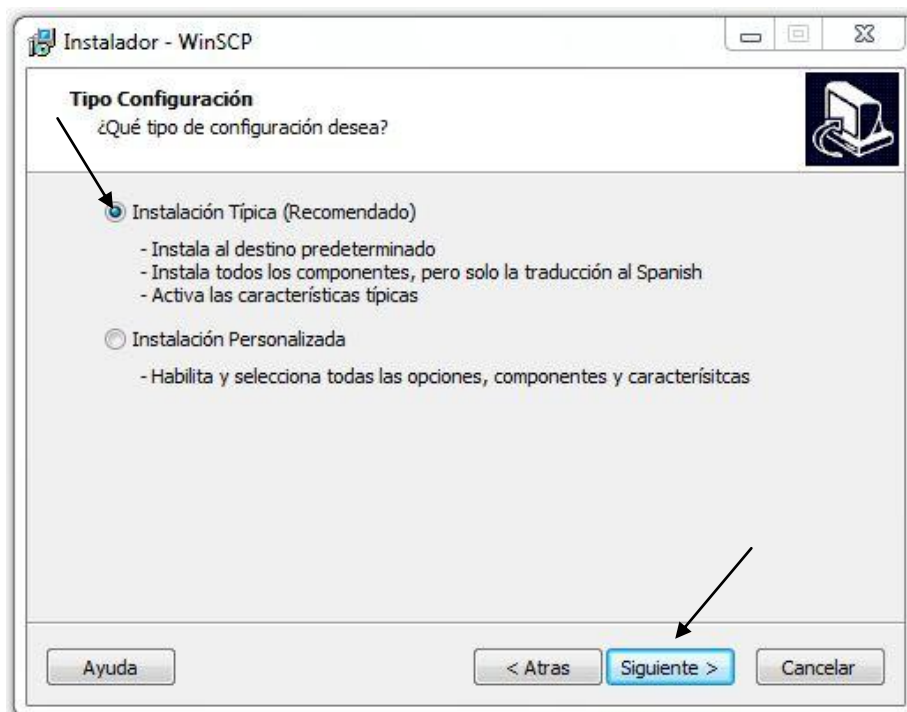 Instalador - WinSCP
Tipo Configuración
¿Qué tipo de configuración desea?
Instalación Típica (Recomendado)
- Instala al destino predeterminado
- Instala todos los componentes, pero solo la traducción al Spanish
- Activa las características típicas
Instalación Personalizada
- Habilita y selecciona todas las opciones, componentes y caracterísitcas
Ayuda
< Atras
Siguiente >
Cancelar